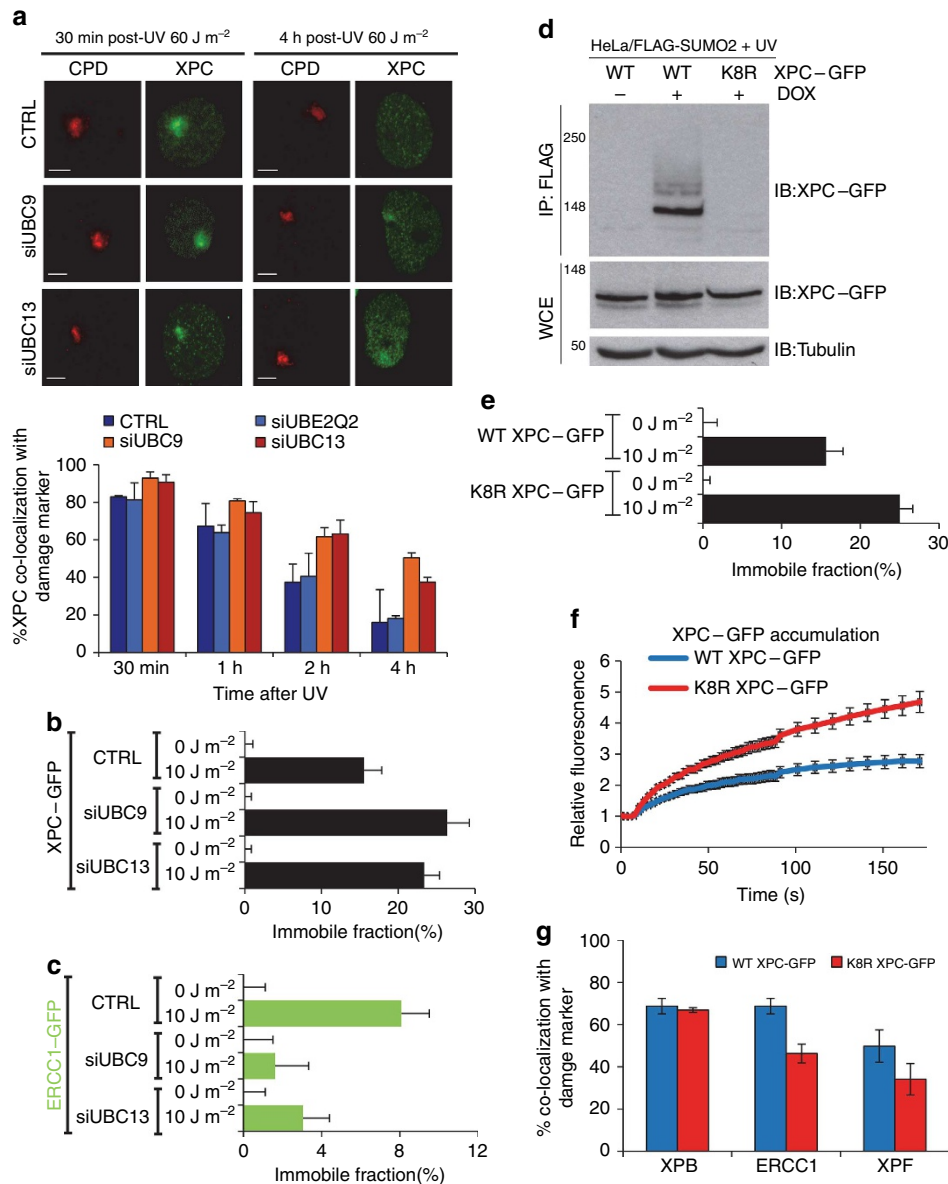 a
30 min post-UV 60 J m⁻²
4 h post-UV 60 J m⁻²
CPD
XPC
CPD
XPC
CTRL
siUBC9
siUBC13
CTRL
siUBE2Q2
siUBC9
siUBC13
%XPC co-localization with
damage marker
100
80
60
40
20
0
30 min
1 h
2 h
4 h
Time after UV
b
XPC–GFP
CTRL
0 J m⁻²
10 J m⁻²
siUBC9
0 J m⁻²
10 J m⁻²
siUBC13
0 J m⁻²
10 J m⁻²
0
10
20
30
Immobile fraction(%)
c
ERCC1–GFP
CTRL
0 J m⁻²
10 J m⁻²
siUBC9
0 J m⁻²
10 J m⁻²
siUBC13
0 J m⁻²
10 J m⁻²
0
4
8
12
Immobile fraction(%)
d
HeLa/FLAG-SUMO2 + UV
WT WT K8R XPC–GFP
– + + DOX
IP: FLAG
250
148
IB:XPC–GFP
WCE
148
IB:XPC–GFP
50
IB:Tubulin
e
WT XPC–GFP
0 J m⁻²
10 J m⁻²
K8R XPC–GFP
0 J m⁻²
10 J m⁻²
0
10
20
30
Immobile fraction(%)
f
XPC–GFP accumulation
WT XPC–GFP
K8R XPC–GFP
Relative fluorescnence
6
5
4
3
2
1
0
0
50
100
150
Time (s)
g
WT XPC-GFP
K8R XPC-GFP
% co-localization with
damge marker
100
80
60
40
20
0
XPB
ERCC1
XPF